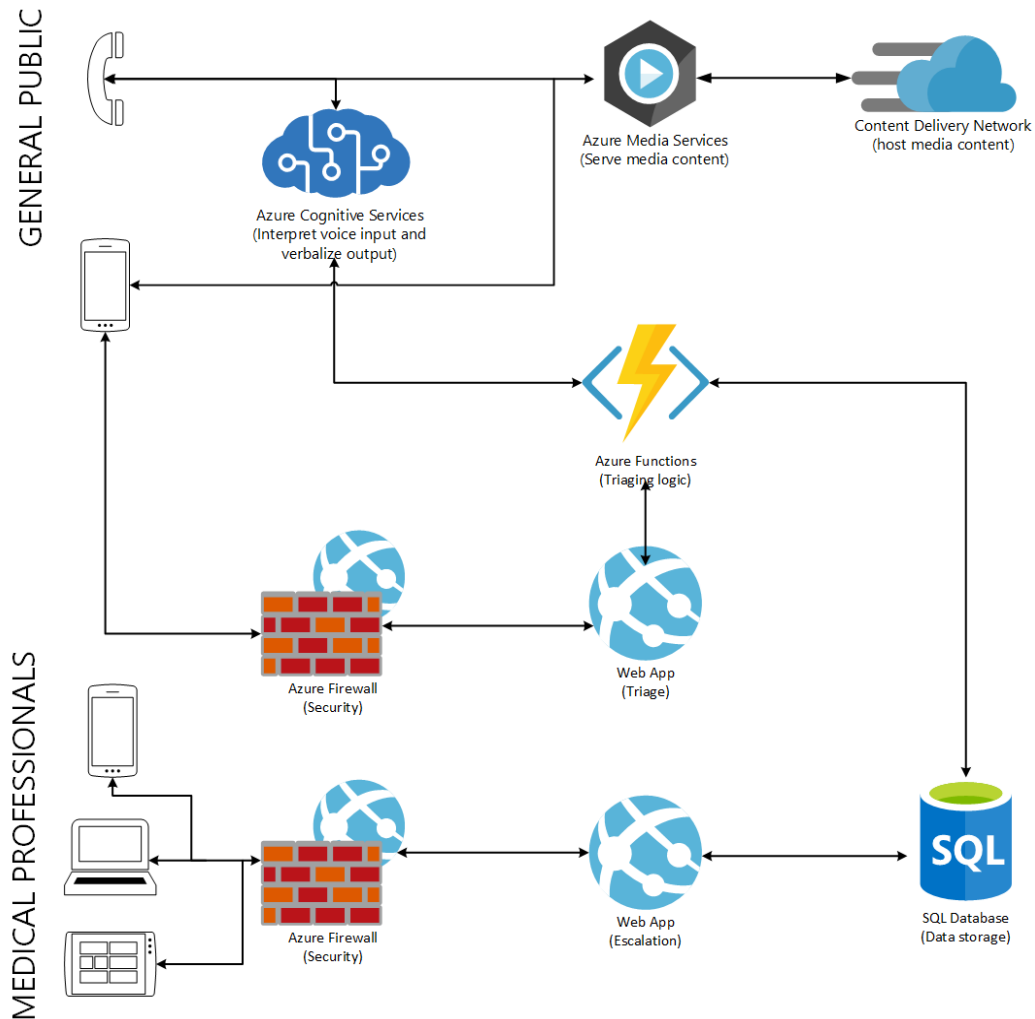 GENERAL PUBLIC
Azure Media Services
(Serve media content)
Content Delivery Network
(host media content)
Azure Cognitive Services
(Interpret voice input and
verbalize output)
Azure Functions
(Triaging logic)
Azure Firewall
(Security)
Web App
(Triage)
MEDICAL PROFESSIONALS
Azure Firewall
(Security)
Web App
(Escalation)
SQL
SQL Database
(Data storage)